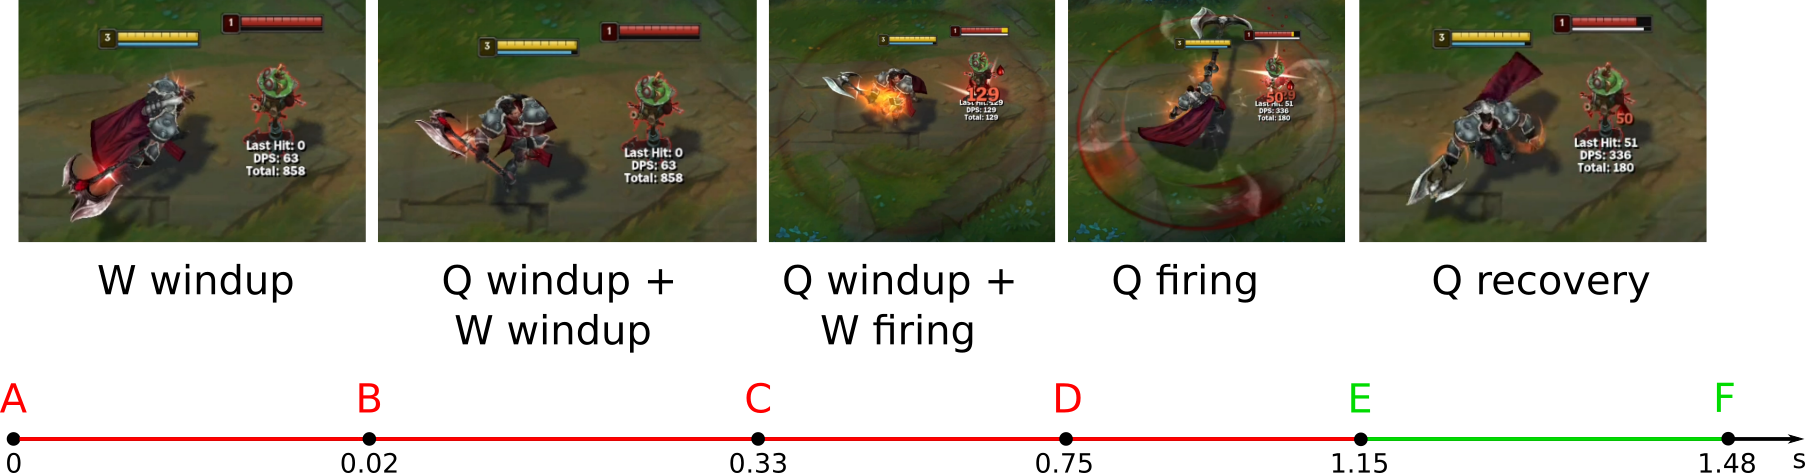 3
1
Last Hit: 0
DPS: 63
Total: 858
3
1
Last Hit: 0
DPS: 63
Total: 858
3
1
129
Last Hit: 129
DPS: 129
Total: 129
3
1
50
Last Hit: 51
DPS: 336
Total: 180
3
1
50
Last Hit: 51
DPS: 336
Total: 180
W windup
Q windup +
W windup
Q windup +
W firing
Q firing
Q recovery
A B C D E F
0 0.02 0.33 0.75 1.15 1.48 s